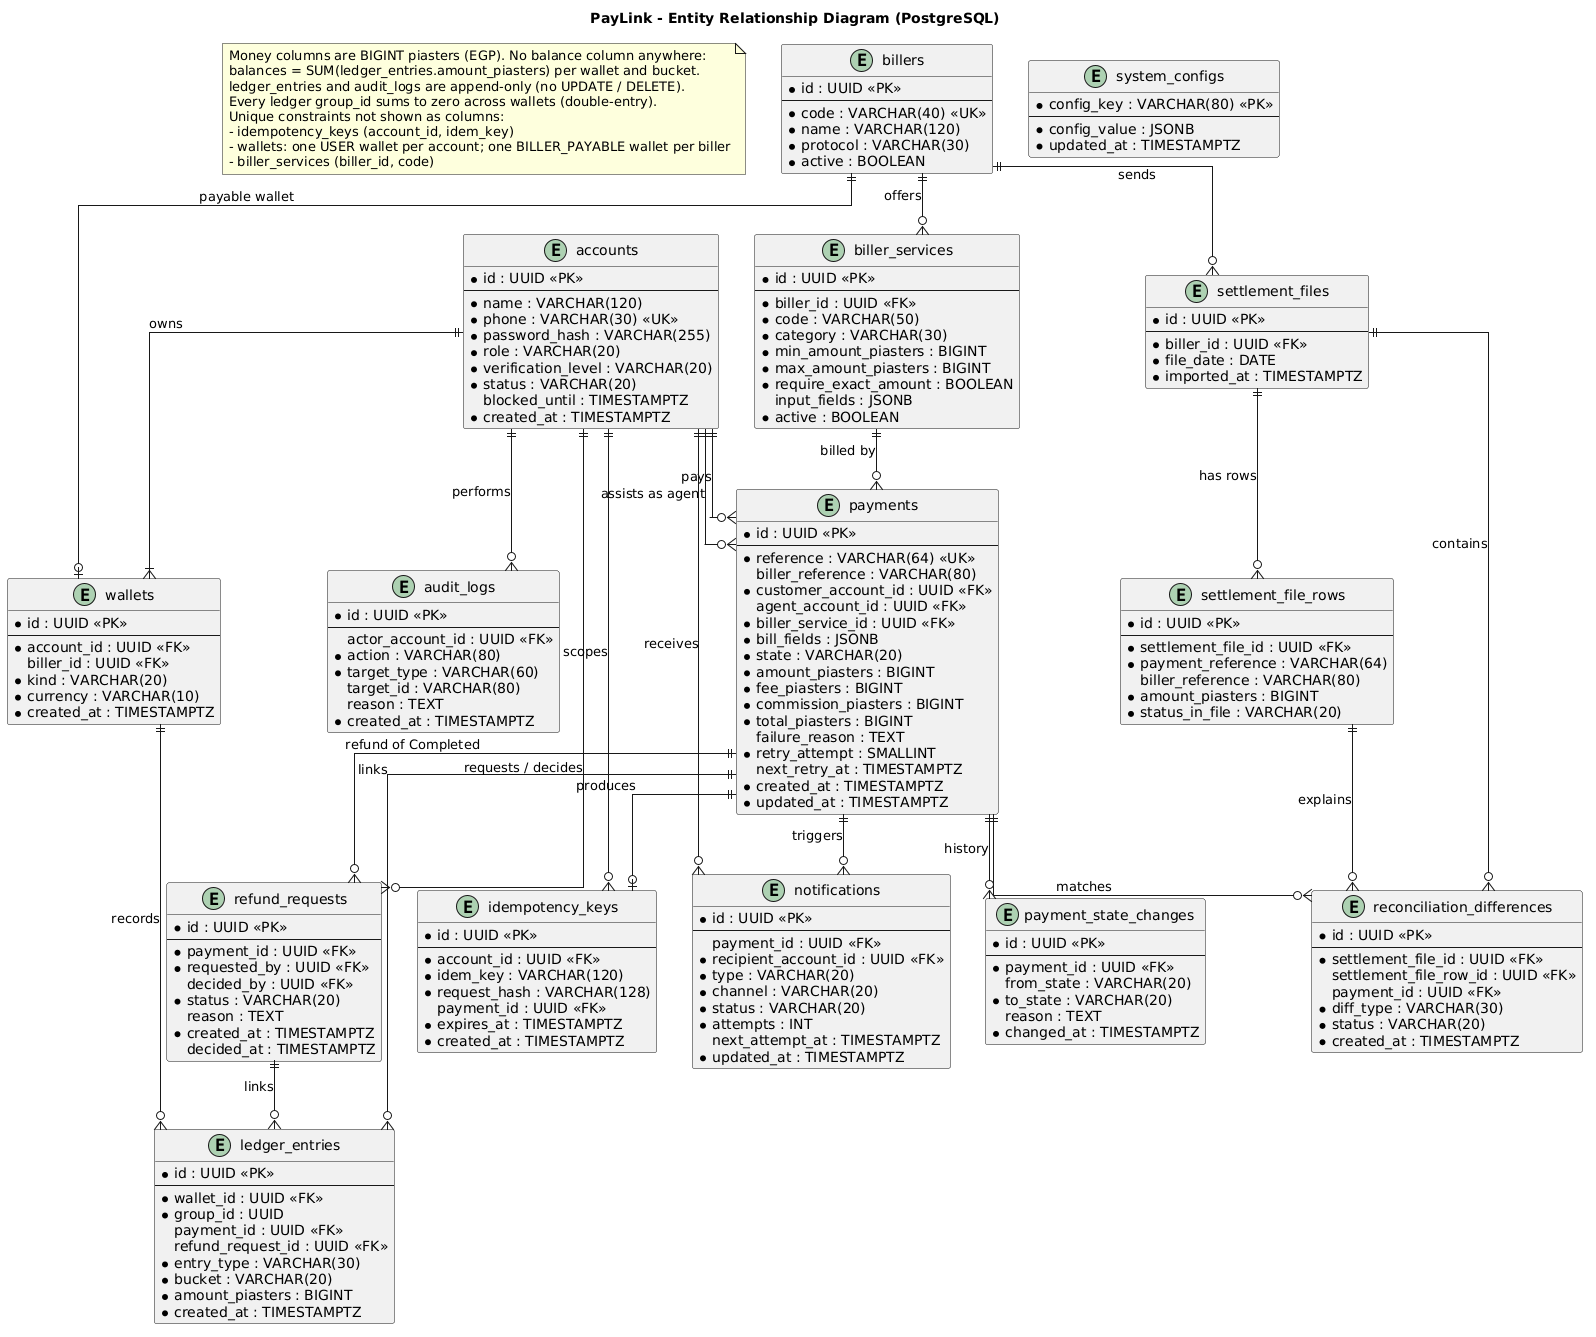 PayLink - Entity Relationship Diagram (PostgreSQL)
Money columns are BIGINT piasters (EGP). No balance column anywhere:
balances = SUM(ledger_entries.amount_piasters) per wallet and bucket.
ledger_entries and audit_logs are append-only (no UPDATE / DELETE).
Every ledger group_id sums to zero across wallets (double-entry).
Unique constraints not shown as columns:
- idempotency_keys (account_id, idem_key)
- wallets: one USER wallet per account; one BILLER_PAYABLE wallet per biller
- biller_services (biller_id, code)
E billers
id : UUID «PK»
code : VARCHAR(40) «UK»
name : VARCHAR(120)
protocol : VARCHAR(30)
active : BOOLEAN
E system_configs
config_key : VARCHAR(80) «PK»
config_value : JSONB
updated_at : TIMESTAMPTZ
payable wallet
offers
sends
E accounts
id : UUID «PK»
name : VARCHAR(120)
phone : VARCHAR(30) «UK»
password_hash : VARCHAR(255)
role : VARCHAR(20)
verification_level : VARCHAR(20)
status : VARCHAR(20)
blocked_until : TIMESTAMPTZ
created_at : TIMESTAMPTZ
E biller_services
id : UUID «PK»
biller_id : UUID «FK»
code : VARCHAR(50)
category : VARCHAR(30)
min_amount_piasters : BIGINT
max_amount_piasters : BIGINT
require_exact_amount : BOOLEAN
input_fields : JSONB
active : BOOLEAN
E settlement_files
id : UUID «PK»
biller_id : UUID «FK»
file_date : DATE
imported_at : TIMESTAMPTZ
owns
performs
pays
assists as agent
billed by
has rows
contains
E wallets
id : UUID «PK»
account_id : UUID «FK»
biller_id : UUID «FK»
kind : VARCHAR(20)
currency : VARCHAR(10)
created_at : TIMESTAMPTZ
E audit_logs
id : UUID «PK»
actor_account_id : UUID «FK»
action : VARCHAR(80)
target_type : VARCHAR(60)
target_id : VARCHAR(80)
reason : TEXT
created_at : TIMESTAMPTZ
scopes
receives
E payments
id : UUID «PK»
reference : VARCHAR(64) «UK»
biller_reference : VARCHAR(80)
customer_account_id : UUID «FK»
agent_account_id : UUID «FK»
biller_service_id : UUID «FK»
bill_fields : JSONB
state : VARCHAR(20)
amount_piasters : BIGINT
fee_piasters : BIGINT
commission_piasters : BIGINT
total_piasters : BIGINT
failure_reason : TEXT
retry_attempt : SMALLINT
next_retry_at : TIMESTAMPTZ
created_at : TIMESTAMPTZ
updated_at : TIMESTAMPTZ
E settlement_file_rows
id : UUID «PK»
settlement_file_id : UUID «FK»
payment_reference : VARCHAR(64)
biller_reference : VARCHAR(80)
amount_piasters : BIGINT
status_in_file : VARCHAR(20)
refund of Completed
links
requests / decides
produces
triggers
history
explains
matches
records
E refund_requests
id : UUID «PK»
payment_id : UUID «FK»
requested_by : UUID «FK»
decided_by : UUID «FK»
status : VARCHAR(20)
reason : TEXT
created_at : TIMESTAMPTZ
decided_at : TIMESTAMPTZ
E idempotency_keys
id : UUID «PK»
account_id : UUID «FK»
idem_key : VARCHAR(120)
request_hash : VARCHAR(128)
payment_id : UUID «FK»
expires_at : TIMESTAMPTZ
created_at : TIMESTAMPTZ
E notifications
id : UUID «PK»
payment_id : UUID «FK»
recipient_account_id : UUID «FK»
type : VARCHAR(20)
channel : VARCHAR(20)
status : VARCHAR(20)
attempts : INT
next_attempt_at : TIMESTAMPTZ
updated_at : TIMESTAMPTZ
E payment_state_changes
id : UUID «PK»
payment_id : UUID «FK»
from_state : VARCHAR(20)
to_state : VARCHAR(20)
reason : TEXT
changed_at : TIMESTAMPTZ
E reconciliation_differences
id : UUID «PK»
settlement_file_id : UUID «FK»
settlement_file_row_id : UUID «FK»
payment_id : UUID «FK»
diff_type : VARCHAR(30)
status : VARCHAR(20)
created_at : TIMESTAMPTZ
links
E ledger_entries
id : UUID «PK»
wallet_id : UUID «FK»
group_id : UUID
payment_id : UUID «FK»
refund_request_id : UUID «FK»
entry_type : VARCHAR(30)
bucket : VARCHAR(20)
amount_piasters : BIGINT
created_at : TIMESTAMPTZ